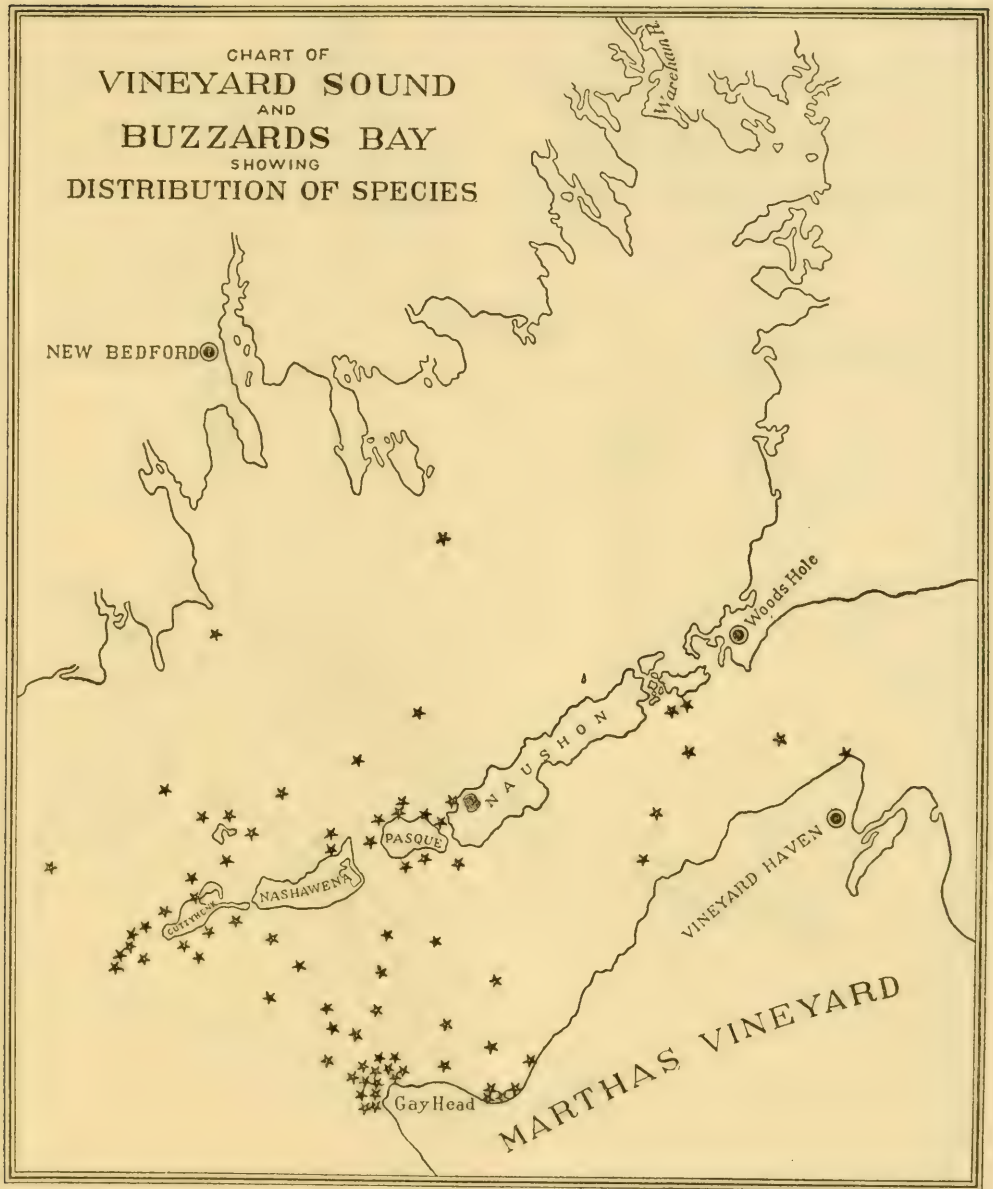 CHART OF
VINEYARD SOUND
AND
BUZZARDS BAY
SHOWING
DISTRIBUTION OF SPECIES
Wareham R.
NEW BEDFORD
Woods Hole
NAUSHON
PASQUE
NASHAWENA
CUTTYHUNK
VINEYARD HAVEN
MARTHAS VINEYARD
Gay Head